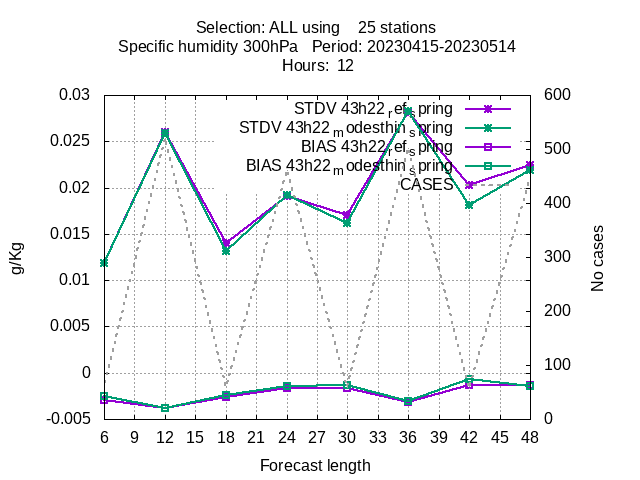 Selection: ALL using 25 stations
Specific humidity 300hPa Period: 20230415-20230514
Hours: 12
0.03
0.025
0.02
0.015
0.01
0.005
0
-0.005
g/Kg
STDV 43h22_ref_spring
STDV 43h22_modesthin_spring
BIAS 43h22_ref_spring
BIAS 43h22_modesthin_spring
CASES
600
500
400
300
200
100
0
No cases
6 9 12 15 18 21 24 27 30 33 36 39 42 45 48
Forecast length